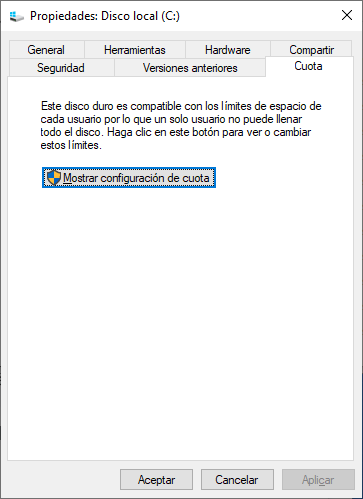 Propiedades: Disco local (C:)
General Herramientas Hardware Compartir
Seguridad Versiones anteriores Cuota
Este disco duro es compatible con los límites de espacio de
cada usuario por lo que un solo usuario no puede llenar
todo el disco. Haga clic en este botón para ver o cambiar
estos límites.
Mostrar configuración de cuota
Aceptar Cancelar Aplicar